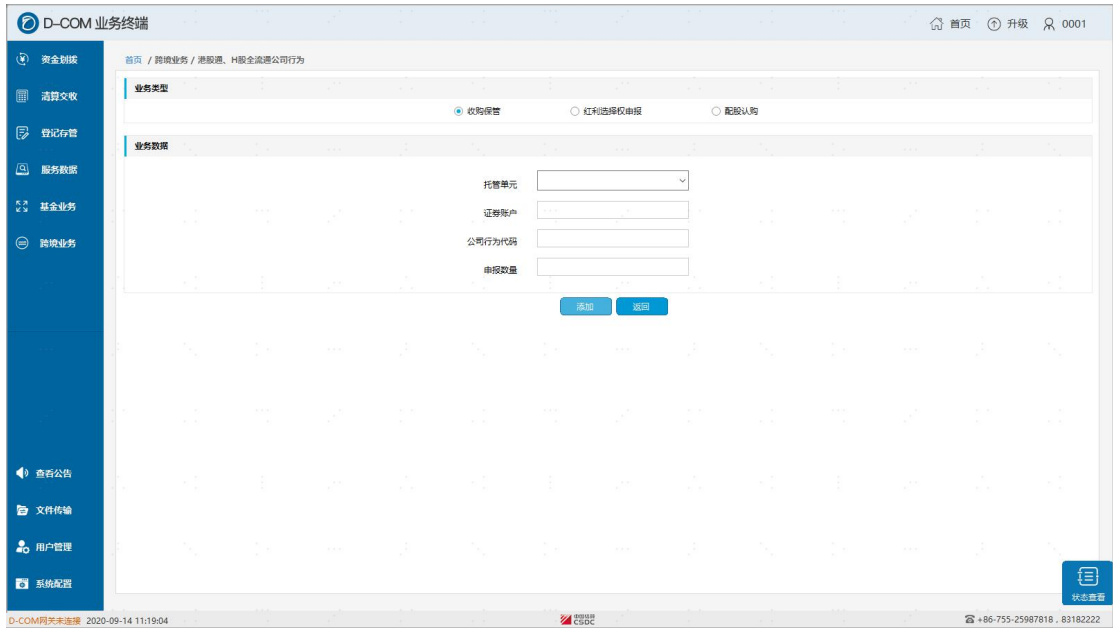 D-COM 业务终端
首页 升级 0001
资金划拨
清算交收
登记存管
服务数据
基金业务
跨境业务
查看公告
文件传输
用户管理
系统配置
首页 / 跨境业务 / 港股通、H股全流通公司行为
业务类型
收购保管 红利选择权申报 配股认购
业务数据
托管单元
证券账户
公司行为代码
申报数量
添加 返回
状态查看
D-COM网关未连接 2020-09-14 11:19:04
中国结算
CSDC
+86-755-25987818 , 83182222